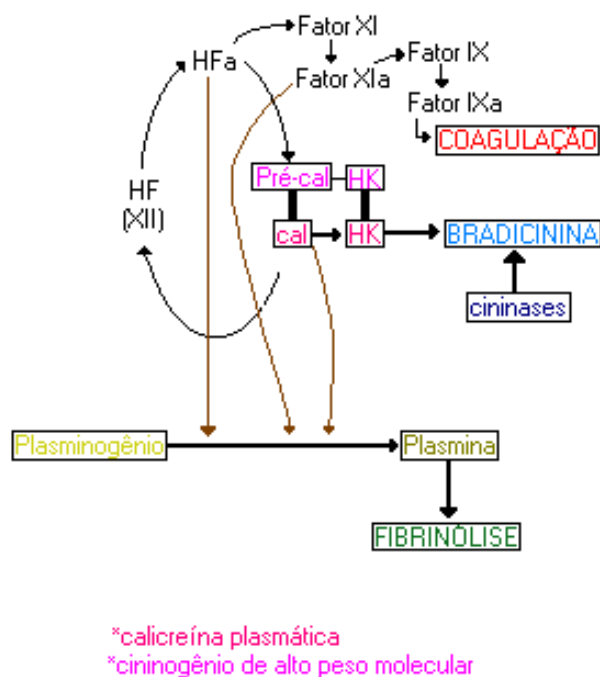 Fator XI
HFa
Fator IX
Fator XIa
Fator IXa
COAGULAÇÃO
Pré-cal
HK
HF
(XII)
cal
HK
BRADICININA
cininases
Plasminogênio
Plasmina
FIBRINÓLISE
*calicreína plasmática
*cininogênio de alto peso molecular